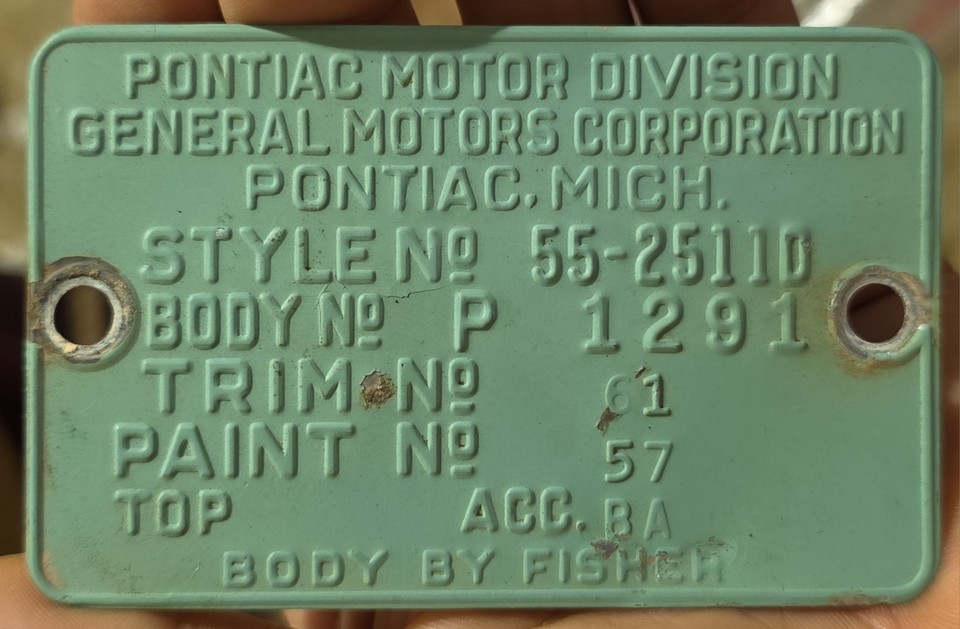 PONTIAC MOTOR DIVISION
GENERAL MOTORS CORPORATION
PONTIAC, MICH.
STYLE Nº 55-2511D
BODY Nº P 1291
TRIM Nº 61
PAINT Nº 57
TOP ACC. BA
BODY BY FISHER